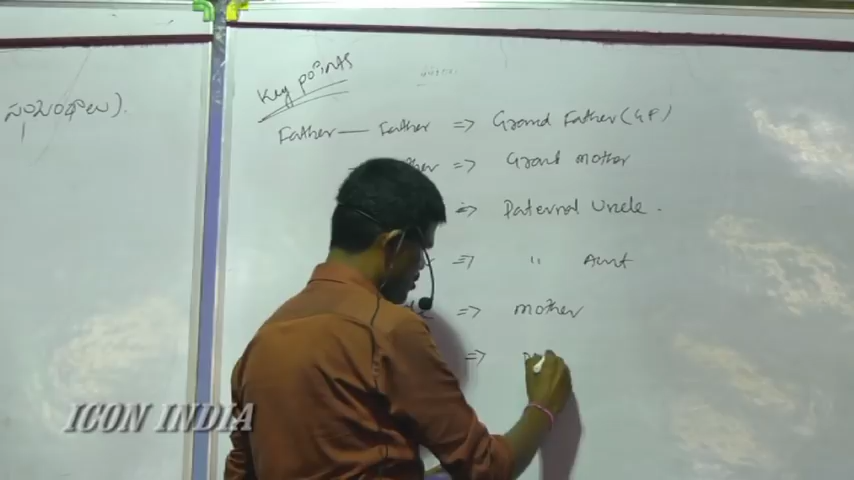 సంబంధాలు).
Key points
Father — Father => Grand Father (GF)
=> Grand mother
=> Paternal Uncle.
=> " Aunt
=> mother
=>
ICON INDIA